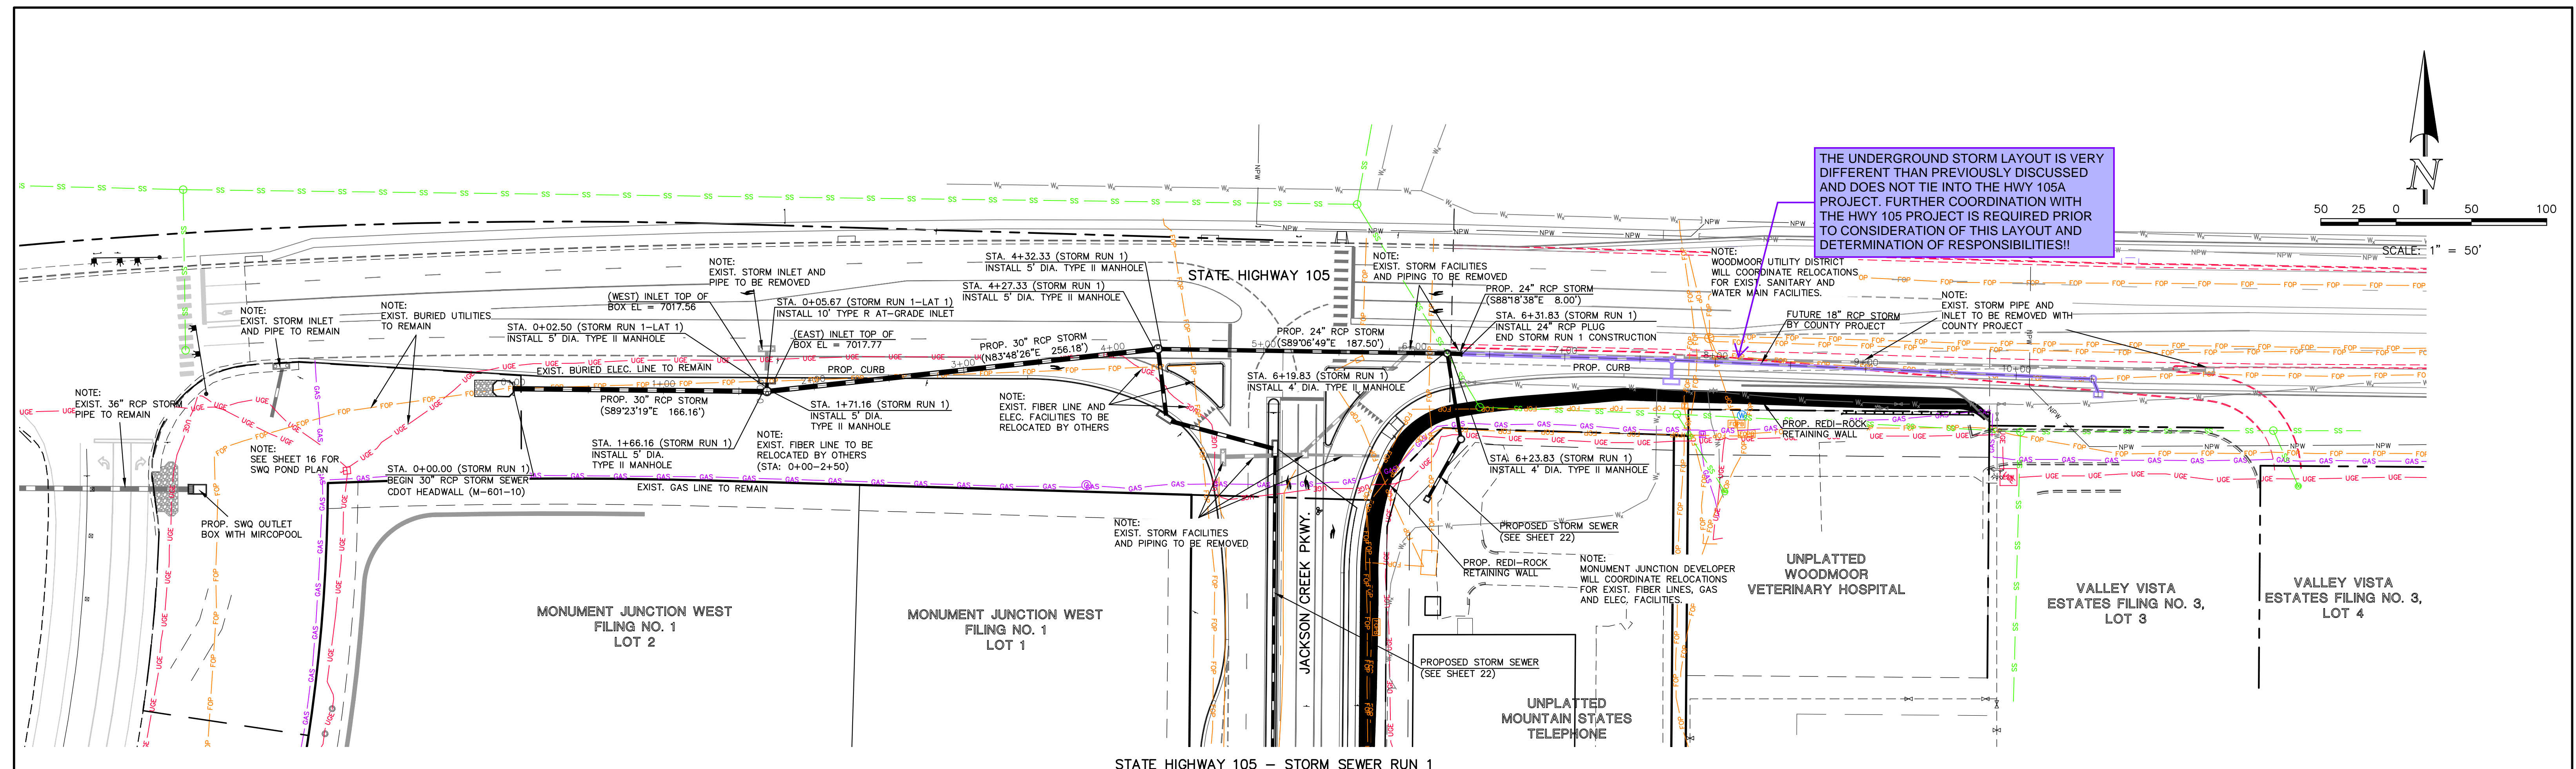 THE UNDERGROUND STORM LAYOUT IS VERY
DIFFERENT THAN PREVIOUSLY DISCUSSED
AND DOES NOT TIE INTO THE HWY 105A
PROJECT. FURTHER COORDINATION WITH
THE HWY 105 PROJECT IS REQUIRED PRIOR
TO CONSIDERATION OF THIS LAYOUT AND
DETERMINATION OF RESPONSIBILITIES!!
N
50 25 0 50 100
SCALE: 1" = 50'
NOTE:
EXIST. STORM INLET
AND PIPE TO REMAIN
NOTE:
EXIST. BURIED UTILITIES
TO REMAIN
STA. 0+02.50 (STORM RUN 1-LAT 1)
INSTALL 5' DIA. TYPE II MANHOLE
(WEST) INLET TOP OF
BOX EL = 7017.56
NOTE:
EXIST. STORM INLET AND
PIPE TO BE REMOVED
STA. 0+05.67 (STORM RUN 1-LAT 1)
INSTALL 10' TYPE R AT-GRADE INLET
(EAST) INLET TOP OF
BOX EL = 7017.77
STA. 4+32.33 (STORM RUN 1)
INSTALL 5' DIA. TYPE II MANHOLE
STA. 4+27.33 (STORM RUN 1)
INSTALL 5' DIA. TYPE II MANHOLE
STATE HIGHWAY 105
NOTE:
EXIST. STORM FACILITIES
AND PIPING TO BE REMOVED
PROP. 24" RCP STORM
(S88°18'38"E 8.00')
STA. 6+31.83 (STORM RUN 1)
INSTALL 24" RCP PLUG
END STORM RUN 1 CONSTRUCTION
NOTE:
WOODMOOR UTILITY DISTRICT
WILL COORDINATE RELOCATIONS
FOR EXIST. SANITARY AND
WATER MAIN FACILITIES.
FUTURE 18" RCP STORM
BY COUNTY PROJECT
NOTE:
EXIST. STORM PIPE AND
INLET TO BE REMOVED WITH
COUNTY PROJECT
PROP. 30" RCP STORM
(N83°48'26"E 256.18')
PROP. 24" RCP STORM
(S89°06'49"E 187.50')
EXIST. BURIED ELEC. LINE TO REMAIN
PROP. CURB
PROP. CURB
0+00 1+00 2+00 3+00 4+00 5+00 6+00 7+00 8+00 9+00 10+00
PROP. 30" RCP STORM
(S89°23'19"E 166.16')
STA. 6+19.83 (STORM RUN 1)
INSTALL 4' DIA. TYPE II MANHOLE
NOTE:
EXIST. 36" RCP STORM
PIPE TO REMAIN
NOTE:
SEE SHEET 16 FOR
SWQ POND PLAN
STA. 0+00.00 (STORM RUN 1)
BEGIN 30" RCP STORM SEWER
CDOT HEADWALL (M-601-10)
STA. 1+66.16 (STORM RUN 1)
INSTALL 5' DIA.
TYPE II MANHOLE
STA. 1+71.16 (STORM RUN 1)
INSTALL 5' DIA.
TYPE II MANHOLE
NOTE:
EXIST. FIBER LINE TO BE
RELOCATED BY OTHERS
(STA: 0+00-2+50)
NOTE:
EXIST. FIBER LINE AND
ELEC. FACILITIES TO BE
RELOCATED BY OTHERS
PROP. REDI-ROCK
RETAINING WALL
STA. 6+23.83 (STORM RUN 1)
INSTALL 4' DIA. TYPE II MANHOLE
EXIST. GAS LINE TO REMAIN
PROP. SWQ OUTLET
BOX WITH MIRCOPOOL
NOTE:
EXIST. STORM FACILITIES
AND PIPING TO BE REMOVED
JACKSON CREEK PKWY.
PROPOSED STORM SEWER
(SEE SHEET 22)
PROP. REDI-ROCK
RETAINING WALL
NOTE:
MONUMENT JUNCTION DEVELOPER
WILL COORDINATE RELOCATIONS
FOR EXIST. FIBER LINES, GAS
AND ELEC. FACILITIES.
UNPLATTED
WOODMOOR
VETERINARY HOSPITAL
VALLEY VISTA
ESTATES FILING NO. 3,
LOT 3
VALLEY VISTA
ESTATES FILING NO. 3,
LOT 4
MONUMENT JUNCTION WEST
FILING NO. 1
LOT 2
MONUMENT JUNCTION WEST
FILING NO. 1
LOT 1
PROPOSED STORM SEWER
(SEE SHEET 22)
UNPLATTED
MOUNTAIN STATES
TELEPHONE
STATE HIGHWAY 105 - STORM SEWER RUN 1